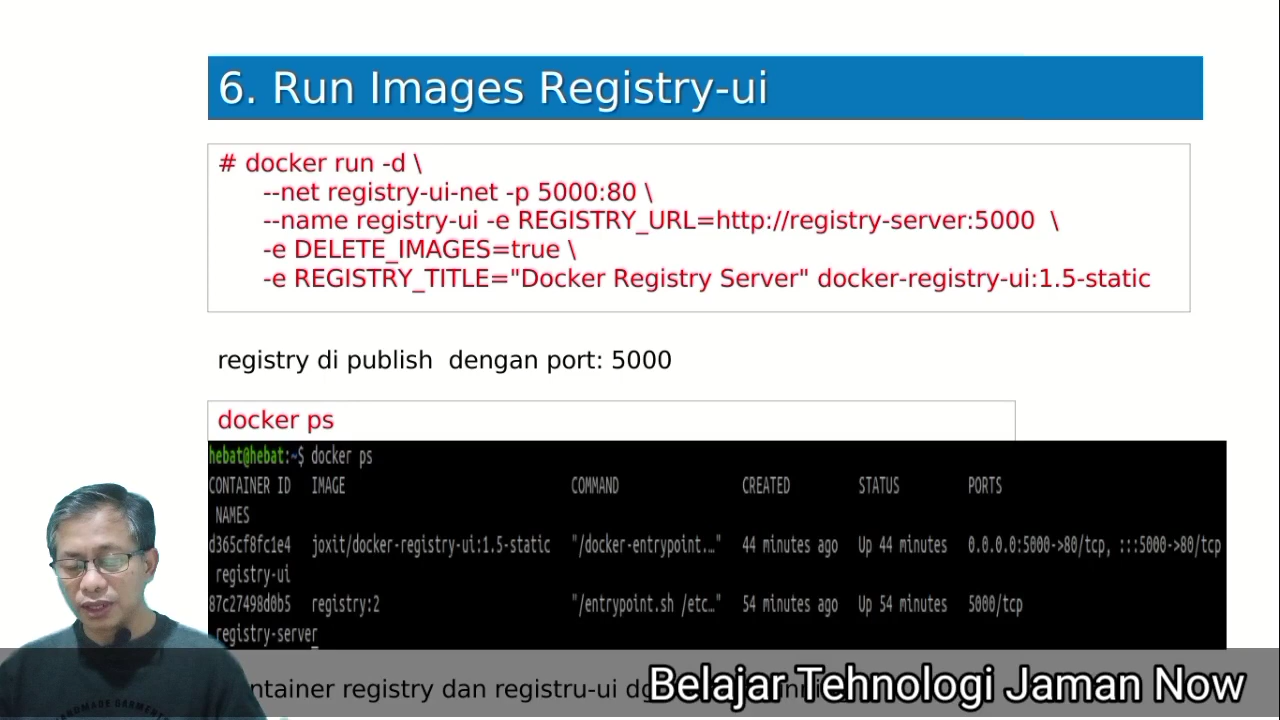 6. Run Images Registry-ui
# docker run -d \
--net registry-ui-net -p 5000:80 \
--name registry-ui -e REGISTRY_URL=http://registry-server:5000 \
-e DELETE_IMAGES=true \
-e REGISTRY_TITLE="Docker Registry Server" docker-registry-ui:1.5-static
registry di publish dengan port: 5000
docker ps
hebat@hebat:~$ docker ps
CONTAINER ID IMAGE COMMAND CREATED STATUS PORTS
NAMES
d365cf8fc1e4 joxit/docker-registry-ui:1.5-static "/docker-entrypoint.…" 44 minutes ago Up 44 minutes 0.0.0.0:5000->80/tcp, :::5000->80/tcp
registry-ui
87c27498d0b5 registry:2 "/entrypoint.sh /etc…" 54 minutes ago Up 54 minutes 5000/tcp
registry-server
registry dan registru-ui
Belajar Tehnologi Jaman Now